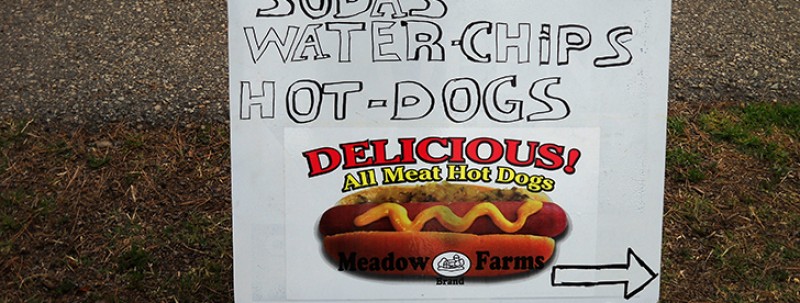 SODAS
WATER-CHiPS
HOT-DOGS
DELICIOUS!
All Meat Hot Dogs
Meadow Farms
Brand